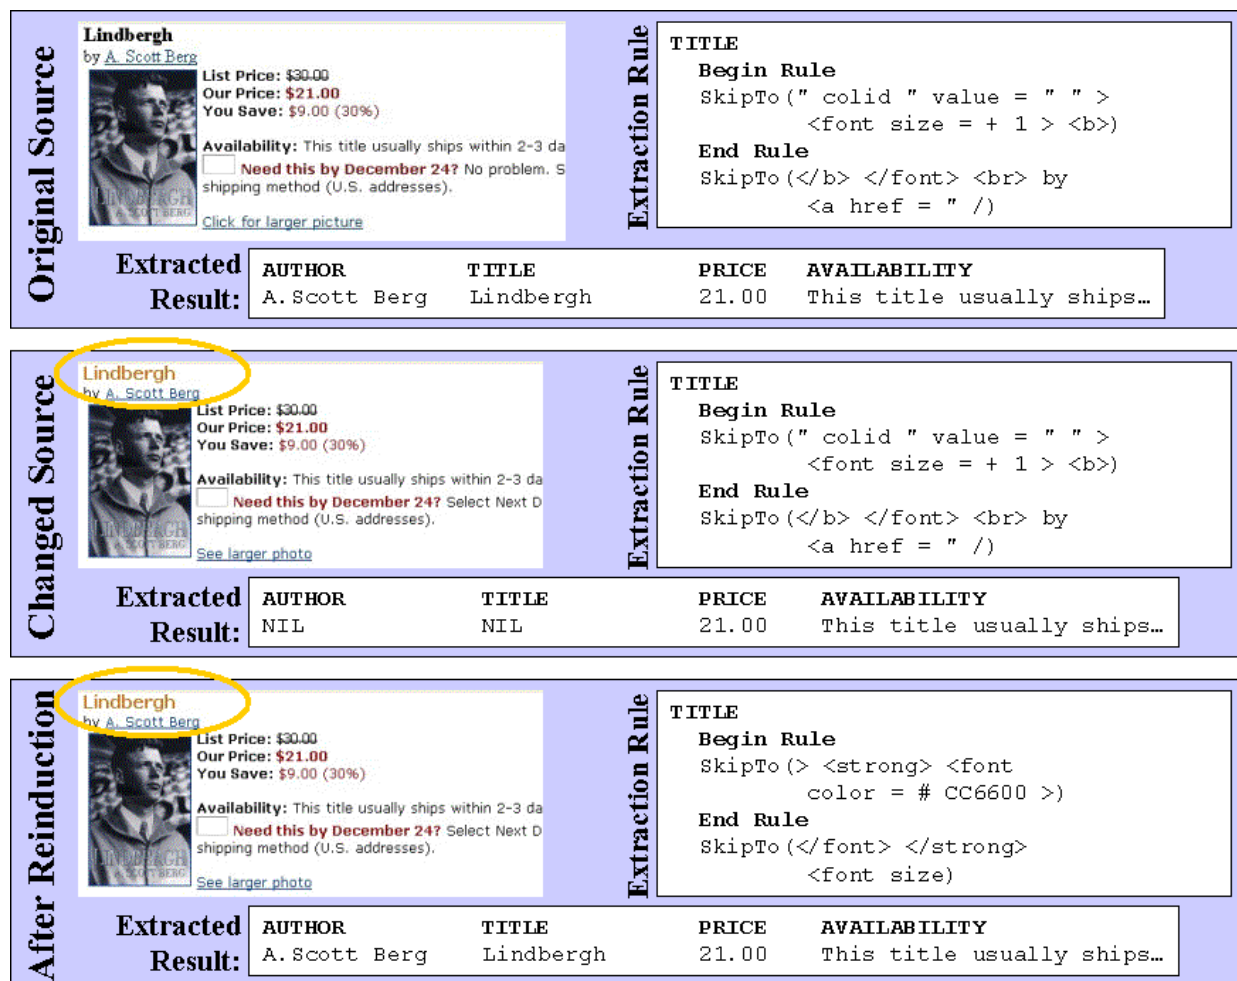 Original Source
Lindbergh
by A. Scott Berg
List Price: $30.00
Our Price: $21.00
You Save: $9.00 (30%)
Availability: This title usually ships within 2-3 da
Need this by December 24? No problem. S
shipping method (U.S. addresses).
Click for larger picture
LINDBERGH
A. SCOTT BERG
Extraction Rule
TITLE
Begin Rule
SkipTo(" colid " value = " " >
<font size = + 1 > <b>)
End Rule
SkipTo(</b> </font> <br> by
<a href = " /)
Extracted
Result:
AUTHOR TITLE PRICE AVAILABILITY
A.Scott Berg Lindbergh 21.00 This title usually ships…
Changed Source
Lindbergh
by A. Scott Berg
List Price: $30.00
Our Price: $21.00
You Save: $9.00 (30%)
Availability: This title usually ships within 2-3 da
Need this by December 24? Select Next D
shipping method (U.S. addresses).
See larger photo
LINDBERGH
A. SCOTT BERG
Extraction Rule
TITLE
Begin Rule
SkipTo(" colid " value = " " >
<font size = + 1 > <b>)
End Rule
SkipTo(</b> </font> <br> by
<a href = " /)
Extracted
Result:
AUTHOR TITLE PRICE AVAILABILITY
NIL NIL 21.00 This title usually ships…
After Reinduction
Lindbergh
by A. Scott Berg
List Price: $30.00
Our Price: $21.00
You Save: $9.00 (30%)
Availability: This title usually ships within 2-3 da
Need this by December 24? Select Next D
shipping method (U.S. addresses).
See larger photo
LINDBERGH
A. SCOTT BERG
Extraction Rule
TITLE
Begin Rule
SkipTo(> <strong> <font
color = # CC6600 >)
End Rule
SkipTo(</font> </strong>
<font size)
Extracted
Result:
AUTHOR TITLE PRICE AVAILABILITY
A.Scott Berg Lindbergh 21.00 This title usually ships…